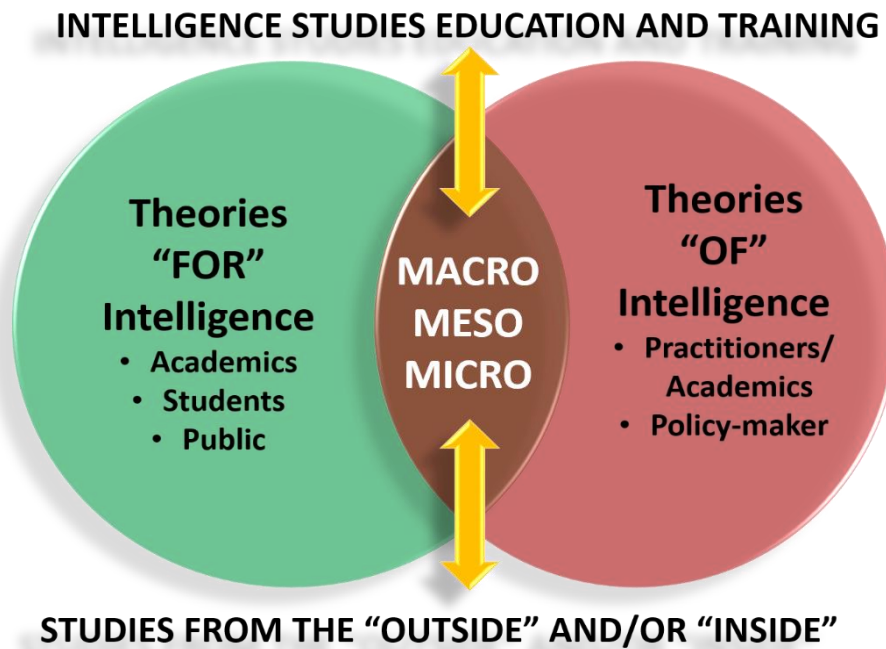 INTELLIGENCE STUDIES EDUCATION AND TRAINING
Theories
“FOR”
Intelligence
• Academics
• Students
• Public
MACRO
MESO
MICRO
Theories
“OF”
Intelligence
• Practitioners/
Academics
• Policy-maker
STUDIES FROM THE “OUTSIDE” AND/OR “INSIDE”